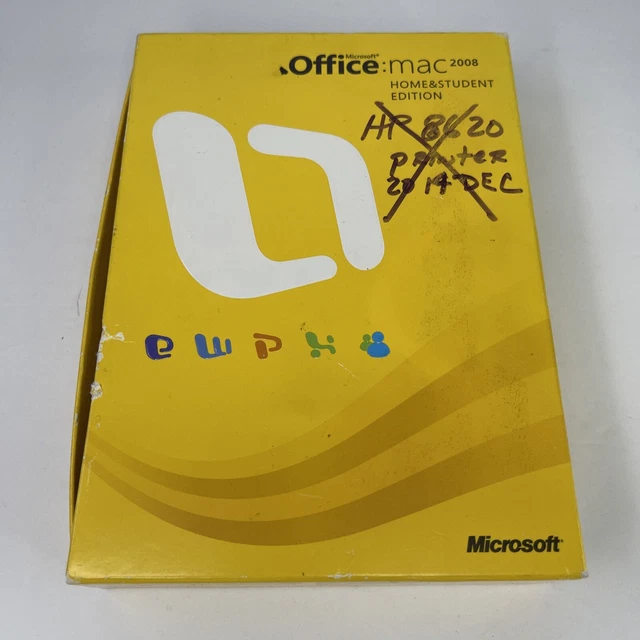 Microsoft®
Office:mac 2008
HOME&STUDENT
EDITION
HP 8620
printer
2014 DEC
Microsoft®